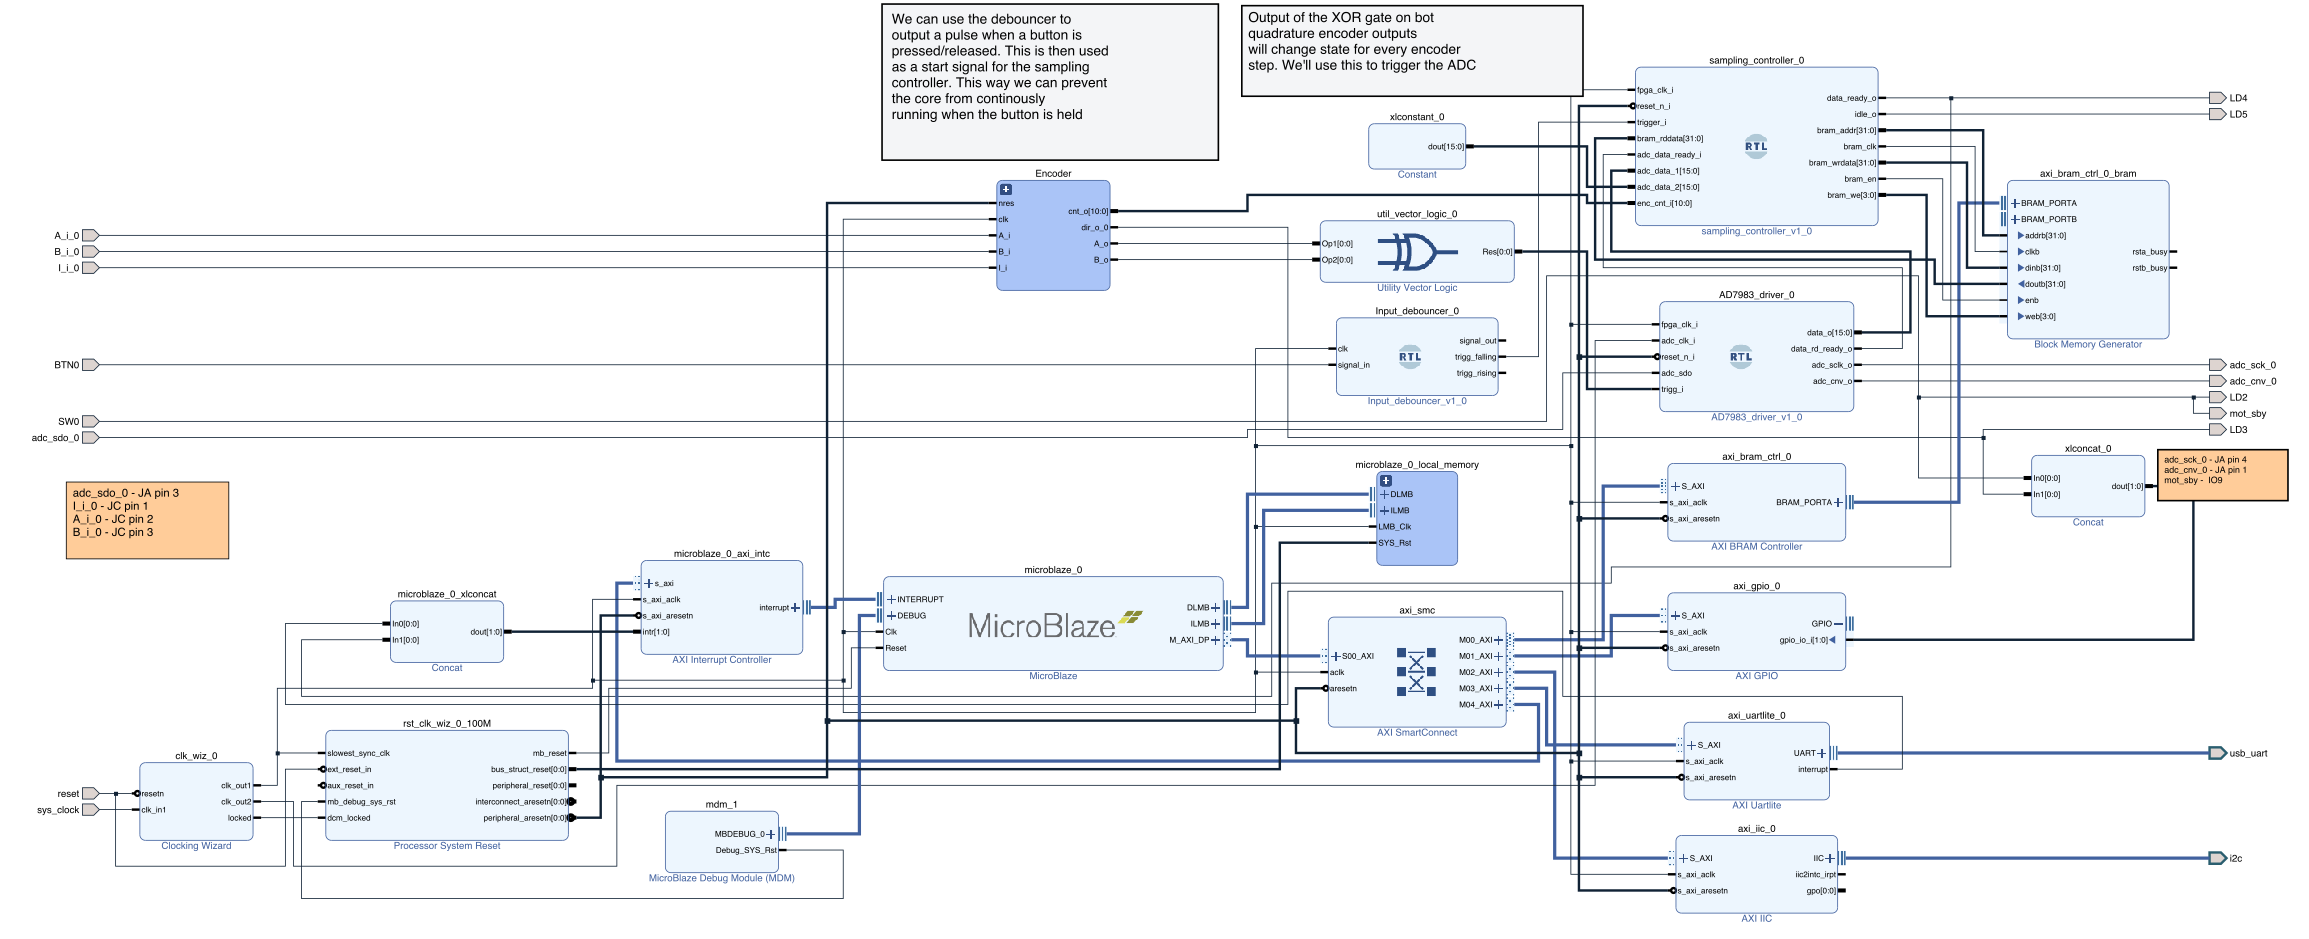 We can use the debouncer to
output a pulse when a button is
pressed/released. This is then used
as a start signal for the sampling
controller. This way we can prevent
the core from continously
running when the button is held
Output of the XOR gate on bot
quadrature encoder outputs
will change state for every encoder
step. We'll use this to trigger the ADC
sampling_controller_0
fpga_clk_i
reset_n_i
trigger_i
bram_rddata[31:0]
adc_data_ready_i
adc_data_1[15:0]
adc_data_2[15:0]
enc_cnt_i[10:0]
RTL
data_ready_o
idle_o
bram_addr[31:0]
bram_clk
bram_wrdata[31:0]
bram_en
bram_we[3:0]
sampling_controller_v1_0
LD4
LD5
xlconstant_0
dout[15:0]
Constant
Encoder
nres
clk
A_i
B_i
I_i
cnt_o[10:0]
dir_o_0
A_o
B_o
A_i_0
B_i_0
I_i_0
util_vector_logic_0
Op1[0:0]
Op2[0:0]
Res[0:0]
Utility Vector Logic
axi_bram_ctrl_0_bram
BRAM_PORTA
BRAM_PORTB
addrb[31:0]
clkb
dinb[31:0]
doutb[31:0]
enb
web[3:0]
rsta_busy
rstb_busy
Block Memory Generator
Input_debouncer_0
clk
signal_in
RTL
signal_out
trigg_falling
trigg_rising
Input_debouncer_v1_0
AD7983_driver_0
fpga_clk_i
adc_clk_i
reset_n_i
adc_sdo
trigg_i
RTL
data_o[15:0]
data_rd_ready_o
adc_sclk_o
adc_cnv_o
AD7983_driver_v1_0
BTN0
SW0
adc_sdo_0
adc_sck_0
adc_cnv_0
LD2
mot_sby
LD3
adc_sdo_0 - JA pin 3
I_i_0 - JC pin 1
A_i_0 - JC pin 2
B_i_0 - JC pin 3
microblaze_0_local_memory
DLMB
ILMB
LMB_Clk
SYS_Rst
axi_bram_ctrl_0
S_AXI
s_axi_aclk
s_axi_aresetn
BRAM_PORTA
AXI BRAM Controller
xlconcat_0
In0[0:0]
In1[0:0]
dout[1:0]
Concat
adc_sck_0 - JA pin 4
adc_cnv_0 - JA pin 1
mot_sby - IO9
microblaze_0_xlconcat
In0[0:0]
In1[0:0]
dout[1:0]
Concat
microblaze_0_axi_intc
s_axi
s_axi_aclk
s_axi_aresetn
intr[1:0]
interrupt
AXI Interrupt Controller
microblaze_0
INTERRUPT
DEBUG
Clk
Reset
MicroBlaze
DLMB
ILMB
M_AXI_DP
MicroBlaze
axi_smc
S00_AXI
aclk
aresetn
M00_AXI
M01_AXI
M02_AXI
M03_AXI
M04_AXI
AXI SmartConnect
axi_gpio_0
S_AXI
s_axi_aclk
s_axi_aresetn
GPIO
gpio_io_i[1:0]
AXI GPIO
reset
sys_clock
clk_wiz_0
resetn
clk_in1
clk_out1
clk_out2
locked
Clocking Wizard
rst_clk_wiz_0_100M
slowest_sync_clk
ext_reset_in
aux_reset_in
mb_debug_sys_rst
dcm_locked
mb_reset
bus_struct_reset[0:0]
peripheral_reset[0:0]
interconnect_aresetn[0:0]
peripheral_aresetn[0:0]
Processor System Reset
mdm_1
MBDEBUG_0
Debug_SYS_Rst
MicroBlaze Debug Module (MDM)
axi_uartlite_0
S_AXI
s_axi_aclk
s_axi_aresetn
UART
interrupt
AXI Uartlite
usb_uart
axi_iic_0
S_AXI
s_axi_aclk
s_axi_aresetn
IIC
iic2intc_irpt
gpo[0:0]
AXI IIC
i2c